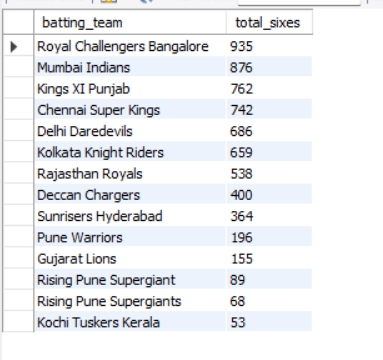 batting_team total_sixes
Royal Challengers Bangalore 935
Mumbai Indians 876
Kings XI Punjab 762
Chennai Super Kings 742
Delhi Daredevils 686
Kolkata Knight Riders 659
Rajasthan Royals 538
Deccan Chargers 400
Sunrisers Hyderabad 364
Pune Warriors 196
Gujarat Lions 155
Rising Pune Supergiant 89
Rising Pune Supergiants 68
Kochi Tuskers Kerala 53